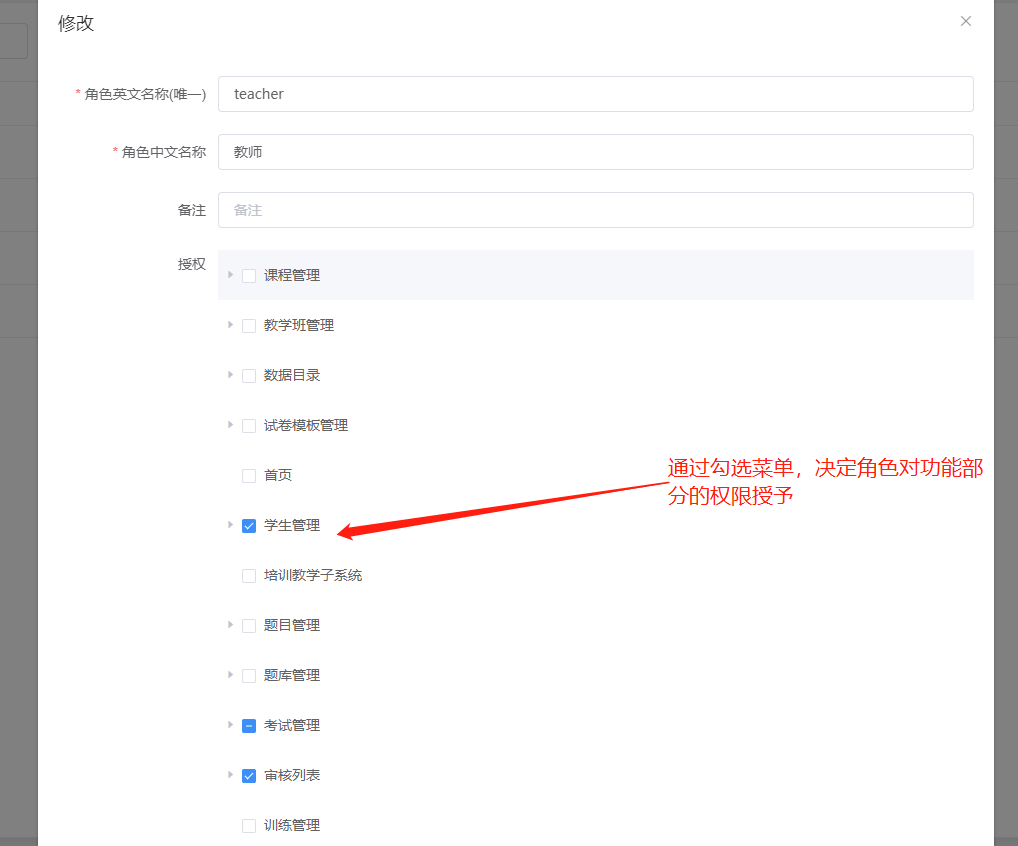 修改
* 角色英文名称(唯一) teacher
* 角色中文名称 教师
备注 备注
授权 课程管理
教学班管理
数据目录
试卷模板管理
通过勾选菜单，决定角色对功能部
分的权限授予
首页
学生管理
培训教学子系统
题目管理
题库管理
考试管理
审核列表
训练管理